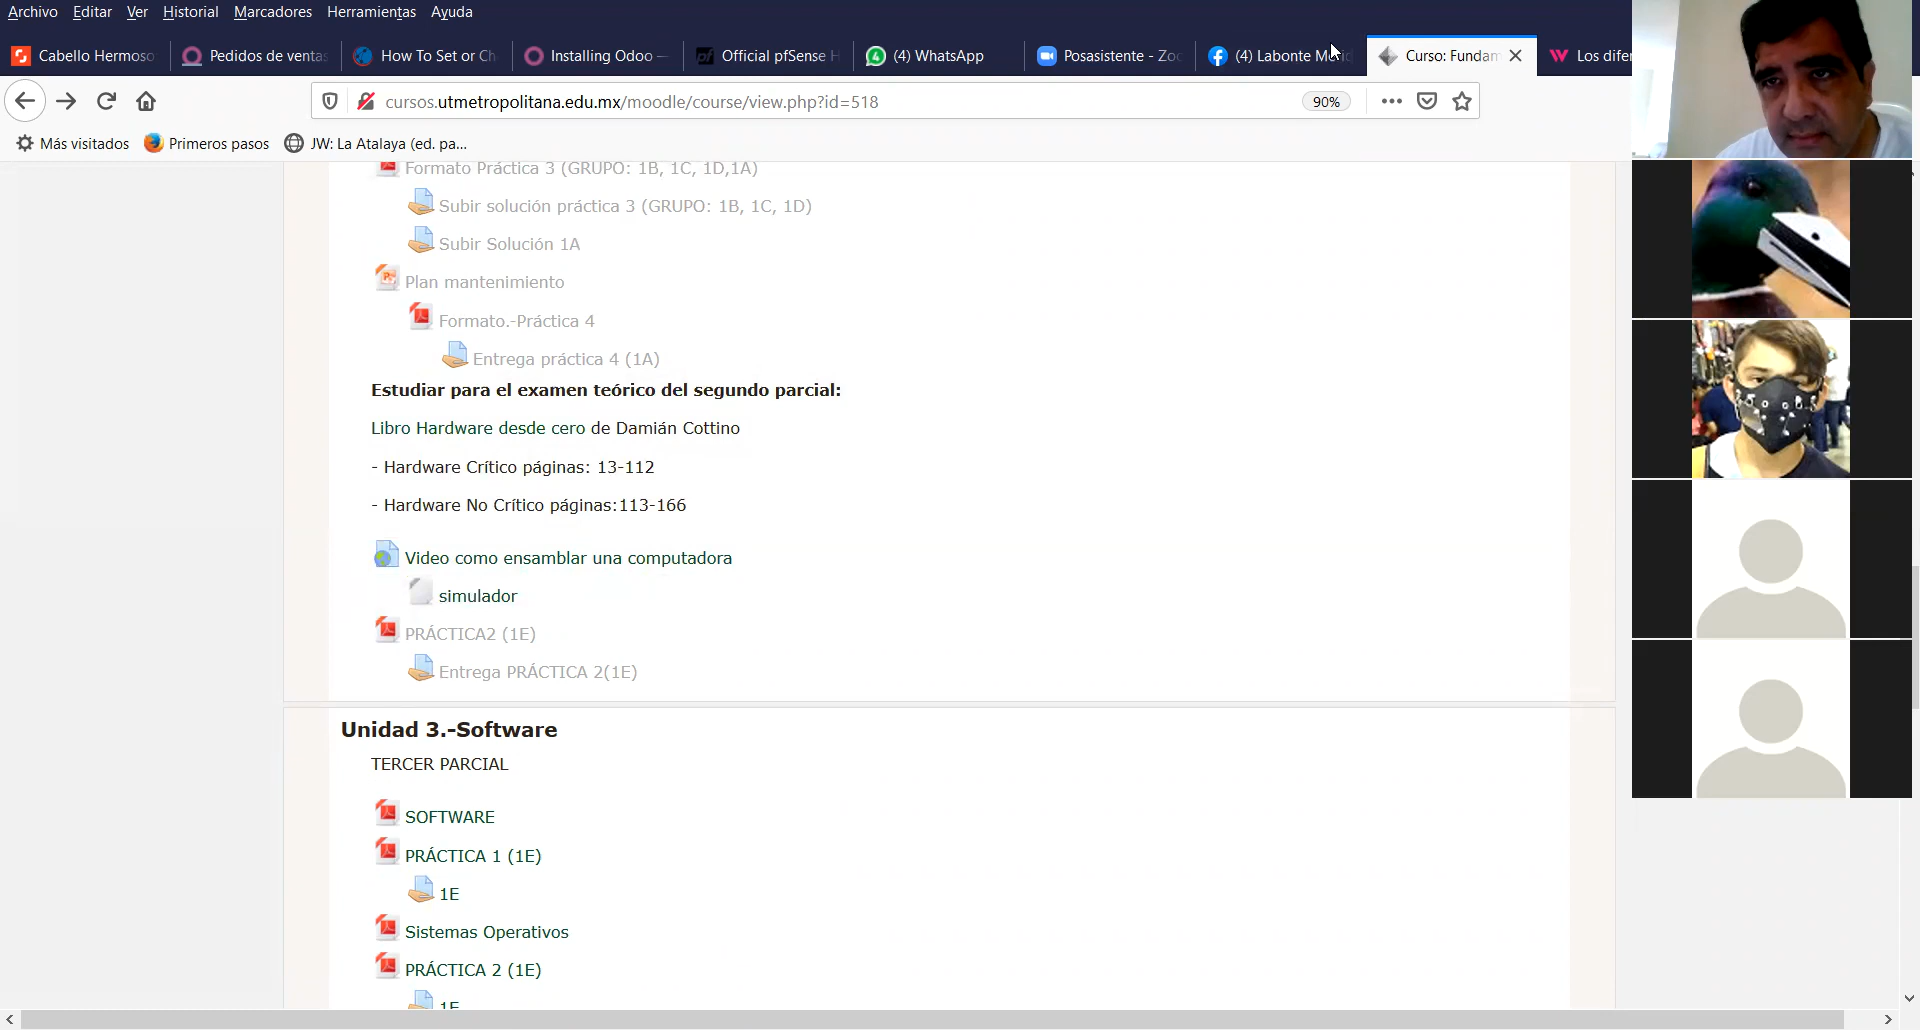 Archivo Editar Ver Historial Marcadores Herramientas Ayuda
Cabello Hermoso Pedidos de ventas How To Set or Ch Installing Odoo — Official pfSense H (4) WhatsApp Posasistente - Zoo (4) Labonte Curso: Fundam Los difer
cursos.utmetropolitana.edu.mx/moodle/course/view.php?id=518 90%
Más visitados Primeros pasos JW: La Atalaya (ed. pa...
Formato Práctica 3 (GRUPO: 1B, 1C, 1D,1A)
Subir solución práctica 3 (GRUPO: 1B, 1C, 1D)
Subir Solución 1A
Plan mantenimiento
Formato.-Práctica 4
Entrega práctica 4 (1A)
Estudiar para el examen teórico del segundo parcial:
Libro Hardware desde cero de Damián Cottino
- Hardware Crítico páginas: 13-112
- Hardware No Crítico páginas:113-166
Video como ensamblar una computadora
simulador
PRÁCTICA2 (1E)
Entrega PRÁCTICA 2(1E)
Unidad 3.-Software
TERCER PARCIAL
SOFTWARE
PRÁCTICA 1 (1E)
1E
Sistemas Operativos
PRÁCTICA 2 (1E)
1E